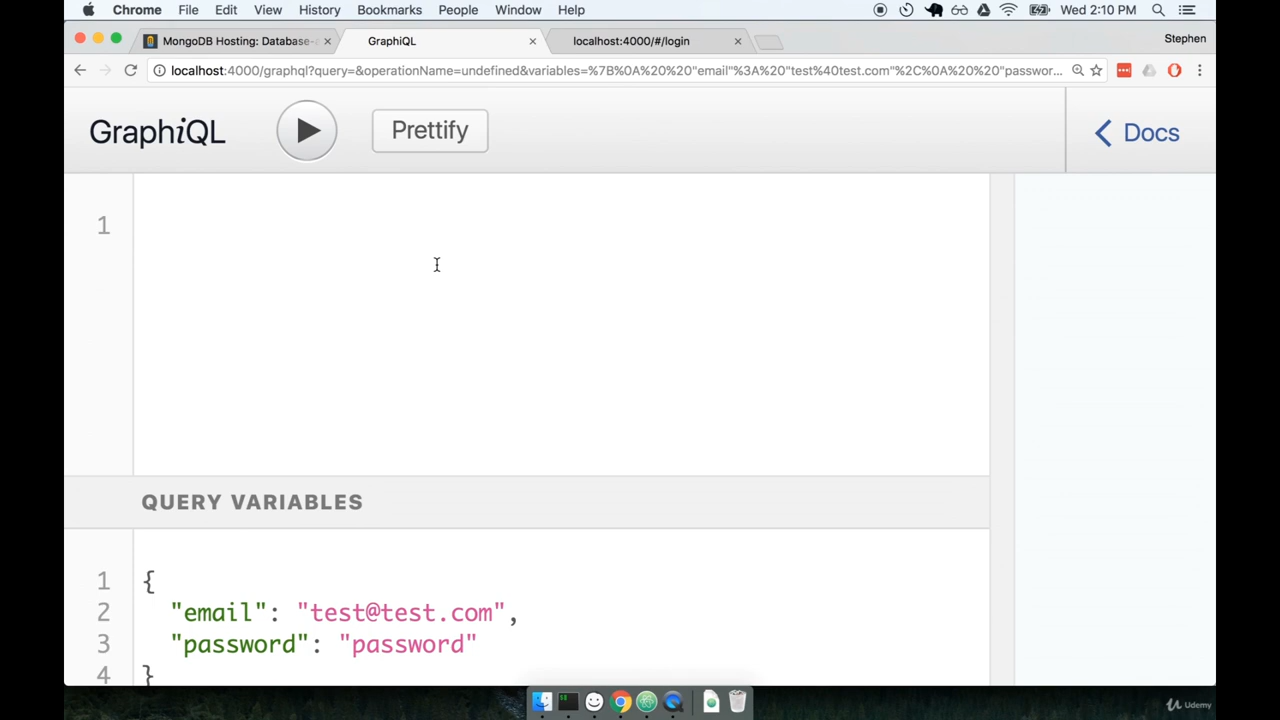 Chrome File Edit View History Bookmarks People Window Help Wed 2:10 PM
MongoDB Hosting: Database-a GraphiQL localhost:4000/#/login Stephen
localhost:4000/graphql?query=&operationName=undefined&variables=%7B%0A%20%20"email"%3A%20"test%40test.com"%2C%0A%20%20"passwor...
GraphiQL Prettify Docs
1
QUERY VARIABLES
1 {
2 "email": "test@test.com",
3 "password": "password"
4 }
Udemy